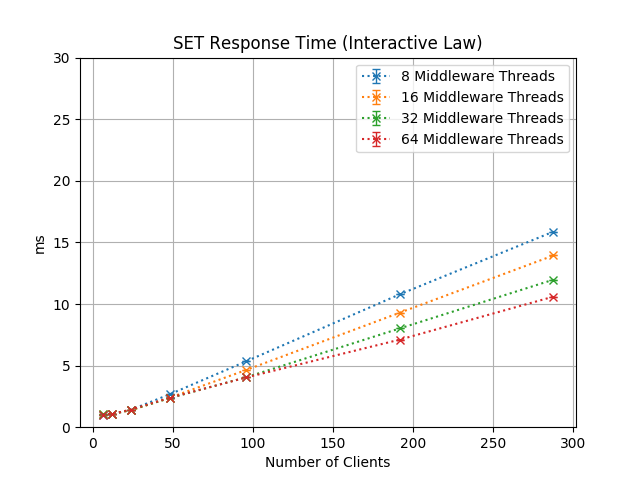 SET Response Time (Interactive Law)
30
25
20
15
10
5
0
ms
8 Middleware Threads
16 Middleware Threads
32 Middleware Threads
64 Middleware Threads
0 50 100 150 200 250 300
Number of Clients